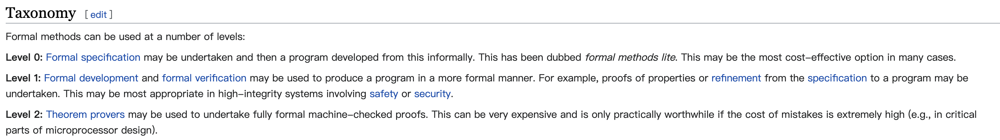 Taxonomy [ edit ]
Formal methods can be used at a number of levels:
Level 0: Formal specification may be undertaken and then a program developed from this informally. This has been dubbed formal methods lite. This may be the most cost–effective option in many cases.
Level 1: Formal development and formal verification may be used to produce a program in a more formal manner. For example, proofs of properties or refinement from the specification to a program may be
undertaken. This may be most appropriate in high–integrity systems involving safety or security.
Level 2: Theorem provers may be used to undertake fully formal machine–checked proofs. This can be very expensive and is only practically worthwhile if the cost of mistakes is extremely high (e.g., in critical
parts of microprocessor design).